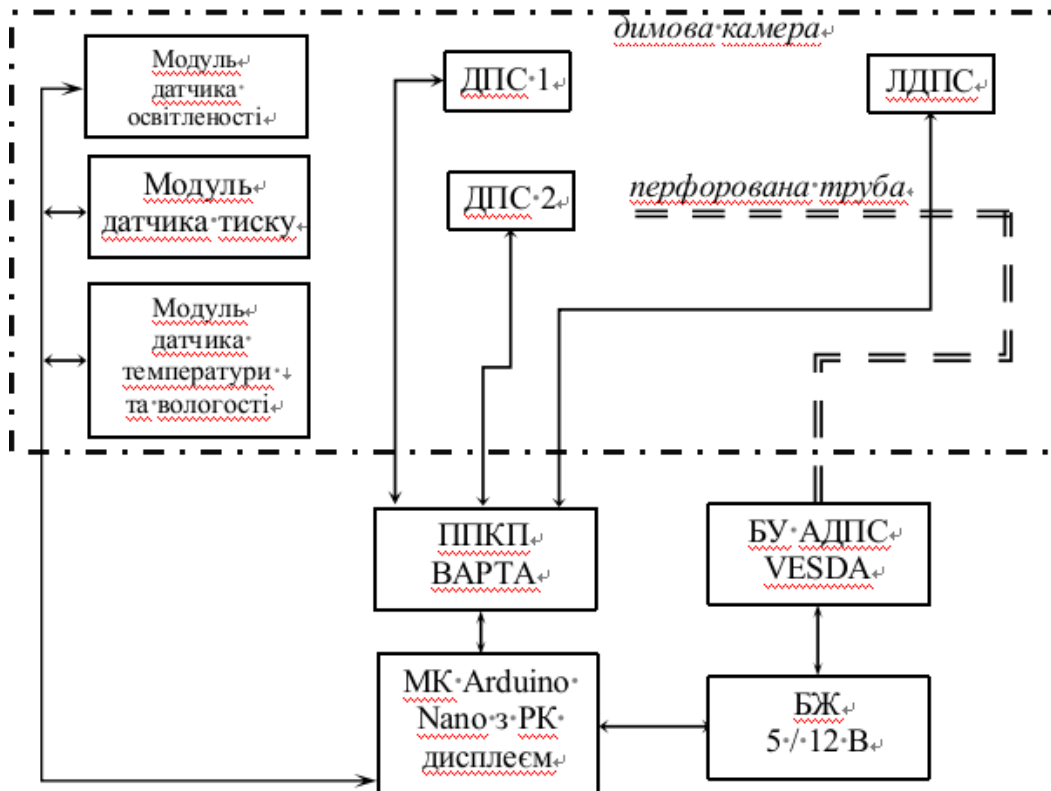 димова камера
Модуль
датчика
освітленості
ДПС 1
ЛДПС
Модуль
датчика тиску
ДПС 2
перфорована труба
Модуль
датчика
температури
та вологості
ППКП
ВАРТА
БУ АДПС
VESDA
МК Arduino
Nano з РК
дисплеєм
БЖ
5 / 12 В